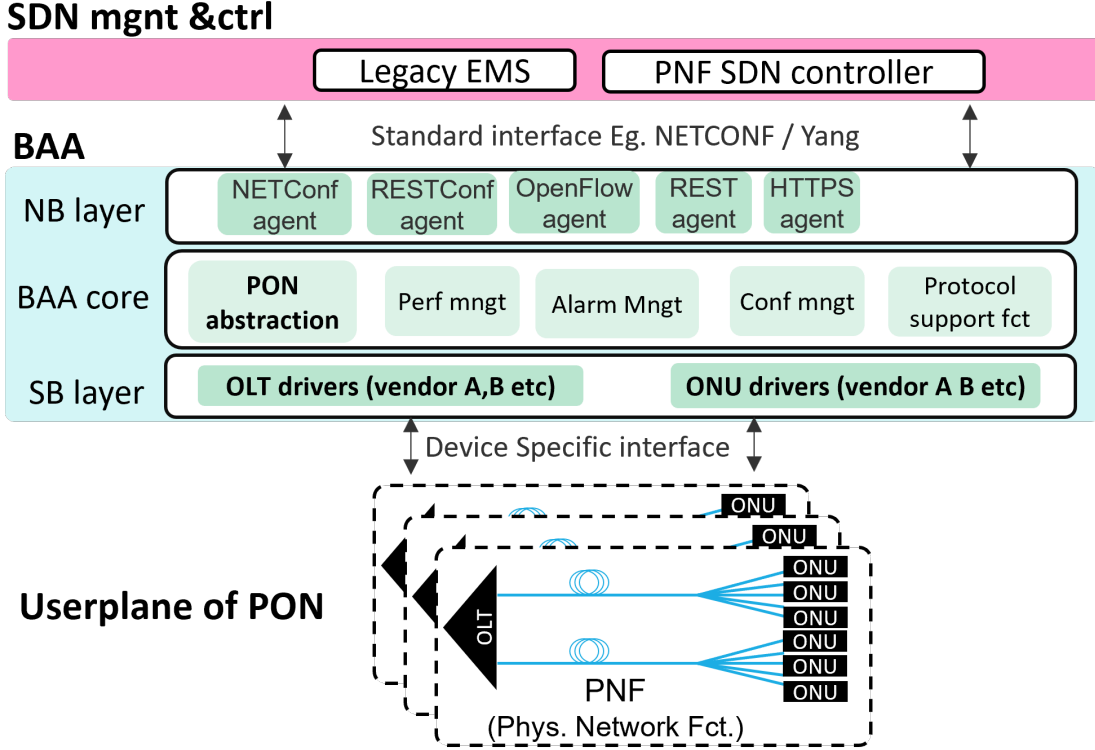 SDN mgnt &ctrl
Legacy EMS
PNF SDN controller
Standard interface Eg. NETCONF / Yang
BAA
NB layer
NETConf
agent
RESTConf
agent
OpenFlow
agent
REST
agent
HTTPS
agent
BAA core
PON
abstraction
Perf mngt
Alarm Mngt
Conf mngt
Protocol
support fct
SB layer
OLT drivers (vendor A,B etc)
ONU drivers (vendor A B etc)
Device Specific interface
Userplane of PON
ONU
ONU
OLT
ONU
ONU
ONU
ONU
ONU
ONU
PNF
(Phys. Network Fct.)